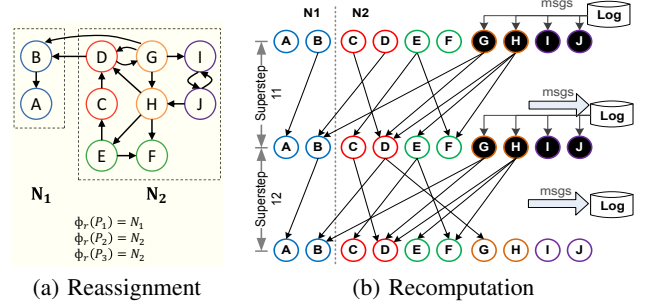 B
D
G
I
A
C
H
J
E
F
N₁
N₂
ϕᵣ(P₁) = N₁
ϕᵣ(P₂) = N₂
ϕᵣ(P₃) = N₂
(a) Reassignment
N1 N2
msgs
Log
A B C D E F G H I J
Superstep
11
msgs
Log
A B C D E F G H I J
Superstep
12
msgs
Log
A B C D E F G H I J
(b) Recomputation